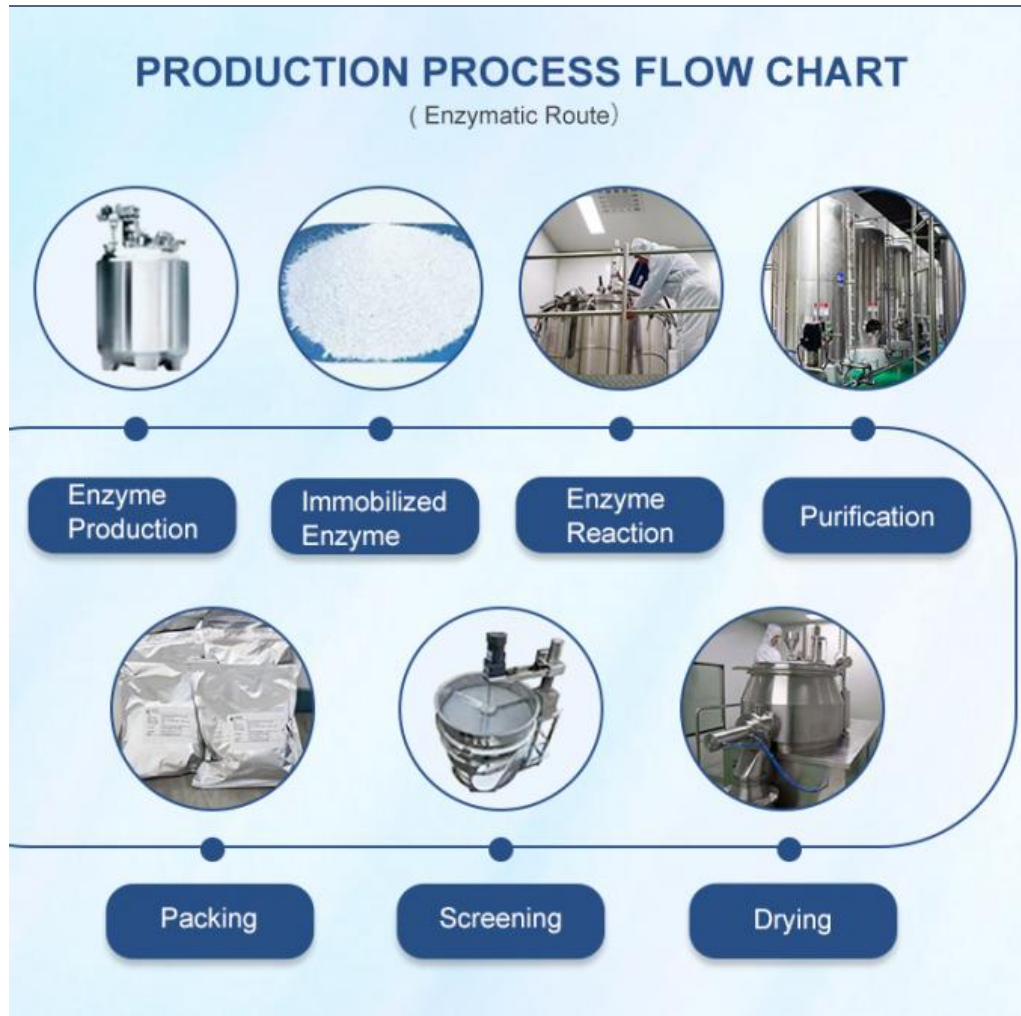 PRODUCTION PROCESS FLOW CHART
( Enzymatic Route）
Enzyme
Production
Immobilized
Enzyme
Enzyme
Reaction
Purification
Packing
Screening
Drying